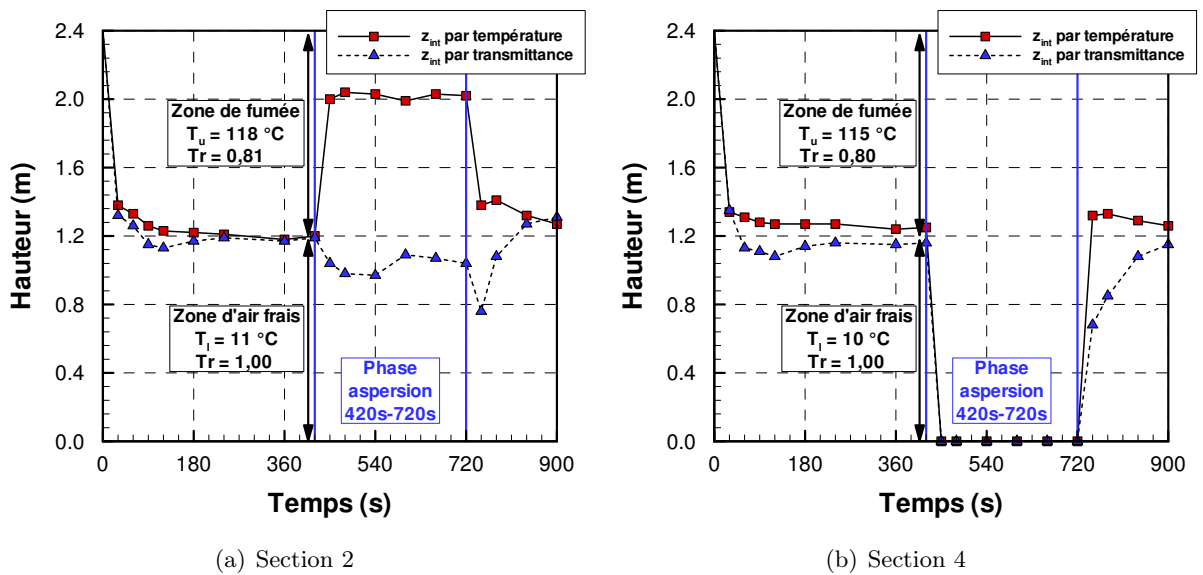 z_int par température
z_int par transmittance
Hauteur (m)
2.4
2.0
1.6
1.2
0.8
0.4
0.0
Zone de fumée
T_u = 118 °C
Tr = 0,81
Zone d'air frais
T_l = 11 °C
Tr = 1,00
Phase
aspersion
420s-720s
0 180 360 540 720 900
Temps (s)
(a) Section 2
z_int par température
z_int par transmittance
Hauteur (m)
2.4
2.0
1.6
1.2
0.8
0.4
0.0
Zone de fumée
T_u = 115 °C
Tr = 0,80
Zone d'air frais
T_l = 10 °C
Tr = 1,00
Phase
aspersion
420s-720s
0 180 360 540 720 900
Temps (s)
(b) Section 4